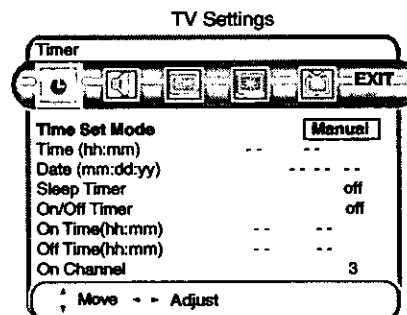 TV Settings
Timer
EXIT
Time Set Mode Manual
Time (hh:mm) -- --
Date (mm:dd:yy) -- -- --
Sleep Timer off
On/Off Timer off
On Time(hh:mm) -- --
Off Time(hh:mm) -- --
On Channel 3
Move Adjust